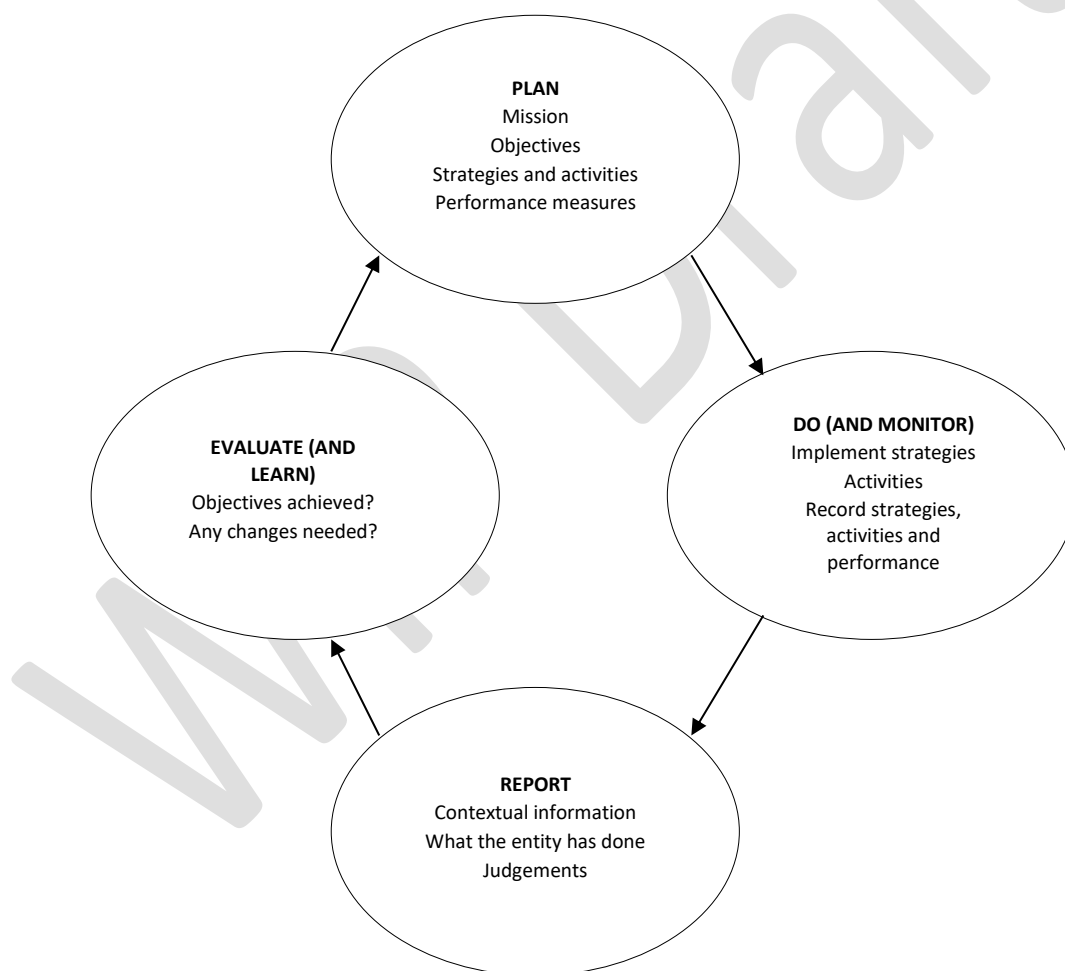 PLAN
Mission
Objectives
Strategies and activities
Performance measures
DO (AND MONITOR)
Implement strategies
Activities
Record strategies,
activities and
performance
EVALUATE (AND
LEARN)
Objectives achieved?
Any changes needed?
REPORT
Contextual information
What the entity has done
Judgements